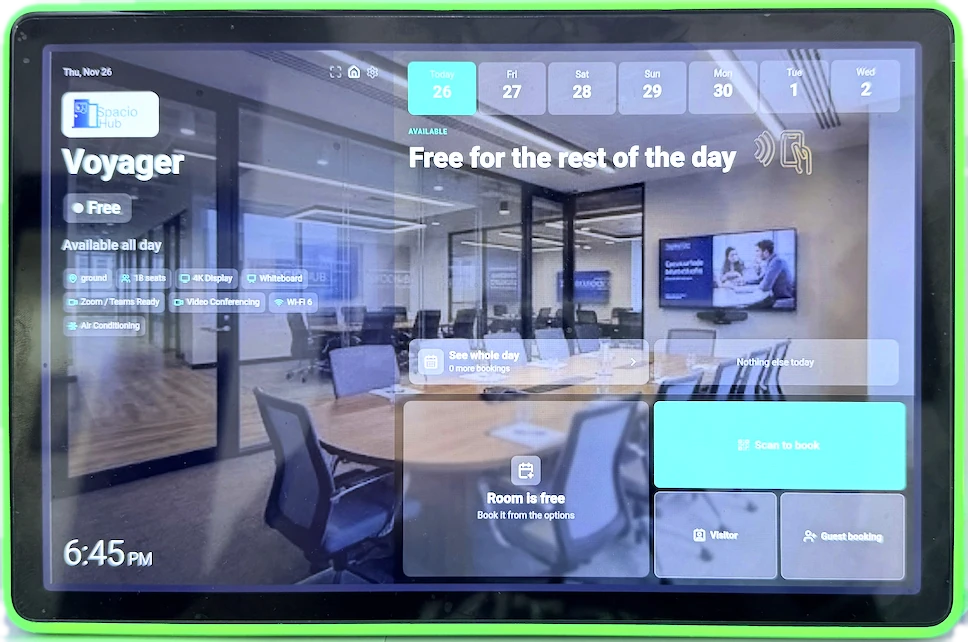 Thu, Nov 26
Spacio
Hub
Voyager
Free
Available all day
ground
18 seats
4K Display
Whiteboard
Zoom / Teams Ready
Video Conferencing
Wi-Fi 6
Air Conditioning
6:45 PM
Today
26
Fri
27
Sat
28
Sun
29
Mon
30
Tue
1
Wed
2
AVAILABLE
Free for the rest of the day
See whole day
0 more bookings
Nothing else today
Room is free
Book it from the options
Scan to book
Visitor
Guest booking